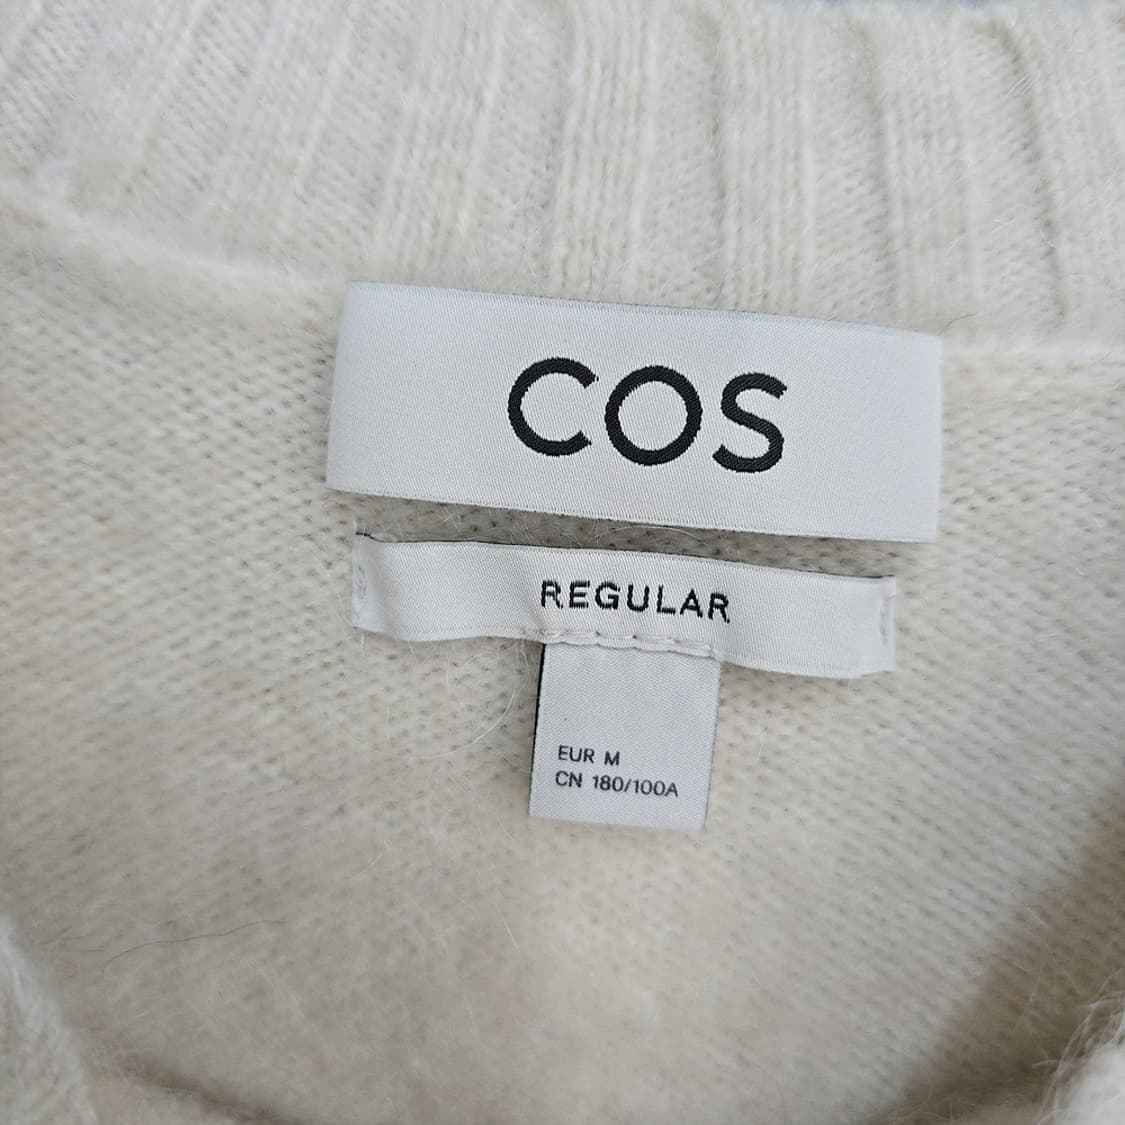 COS
REGULAR
EUR M
CN 180/100A